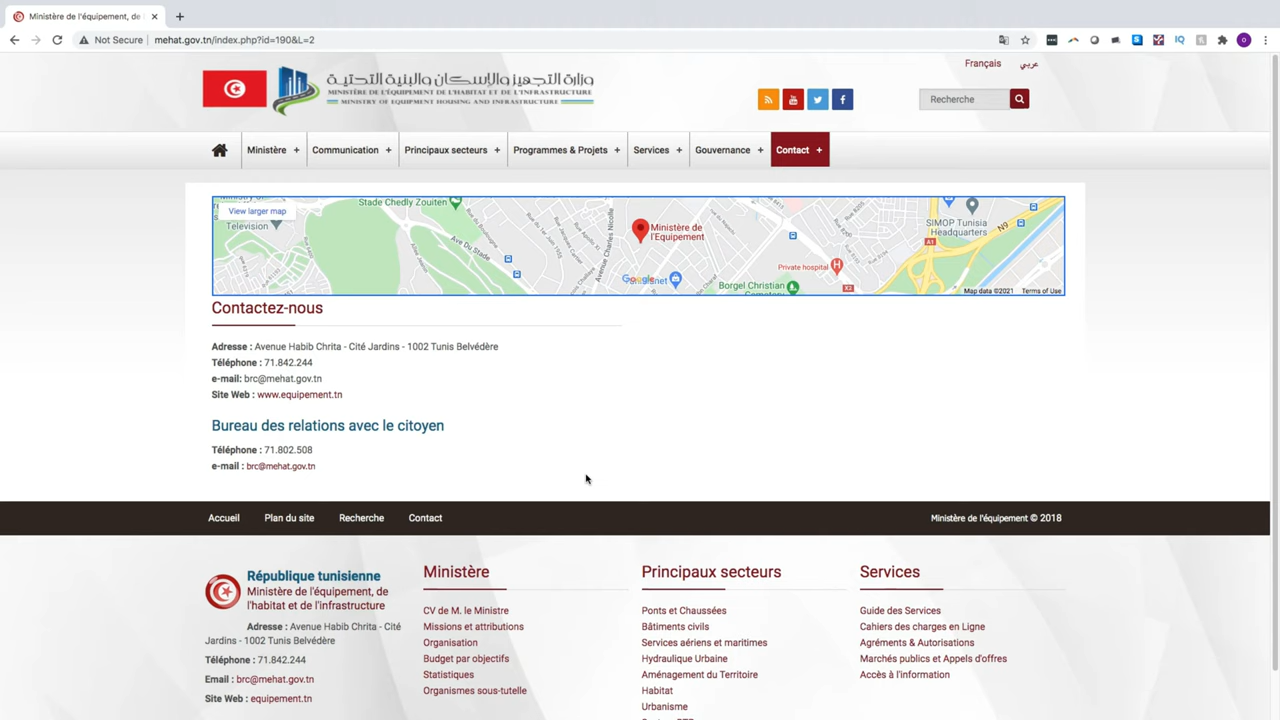 Ministère de l'équipement, de l
Not Secure
mehat.gov.tn/index.php?id=190&L=2
IQ
O
Français
عربي
وزارة التجهيز والإسكان والبنية التحتية
MINISTÈRE DE L'ÉQUIPEMENT, DE L'HABITAT ET DE L'INFRASTRUCTURE
MINISTRY OF EQUIPMENT HOUSING AND INFRASTRUCTURE
You Tube
Recherche
Ministère +
Communication +
Principaux secteurs +
Programmes & Projets +
Services +
Gouvernance +
Contact +
View larger map
Television
Stade Chedly Zouiten
Ave Du Stade
Avenue Charles Nicolle
Ministère de
l'Equipement
Google
Private hospital
Borgel Christian
SIMOP Tunisia
Headquarters
A1
N9
X2
Map data ©2021
Terms of Use
Contactez-nous
Adresse : Avenue Habib Chrita - Cité Jardins - 1002 Tunis Belvédère
Téléphone : 71.842.244
e-mail: brc@mehat.gov.tn
Site Web : www.equipement.tn
Bureau des relations avec le citoyen
Téléphone : 71.802.508
e-mail : brc@mehat.gov.tn
Accueil
Plan du site
Recherche
Contact
Ministère de l'équipement © 2018
République tunisienne
Ministère de l'équipement, de
l'habitat et de l'infrastructure
Adresse : Avenue Habib Chrita - Cité
Jardins - 1002 Tunis Belvédère
Téléphone : 71.842.244
Email : brc@mehat.gov.tn
Site Web : equipement.tn
Ministère
CV de M. le Ministre
Missions et attributions
Organisation
Budget par objectifs
Statistiques
Organismes sous-tutelle
Principaux secteurs
Ponts et Chaussées
Bâtiments civils
Services aériens et maritimes
Hydraulique Urbaine
Aménagement du Territoire
Habitat
Urbanisme
Services
Guide des Services
Cahiers des charges en Ligne
Agréments & Autorisations
Marchés publics et Appels d'offres
Accès à l'information